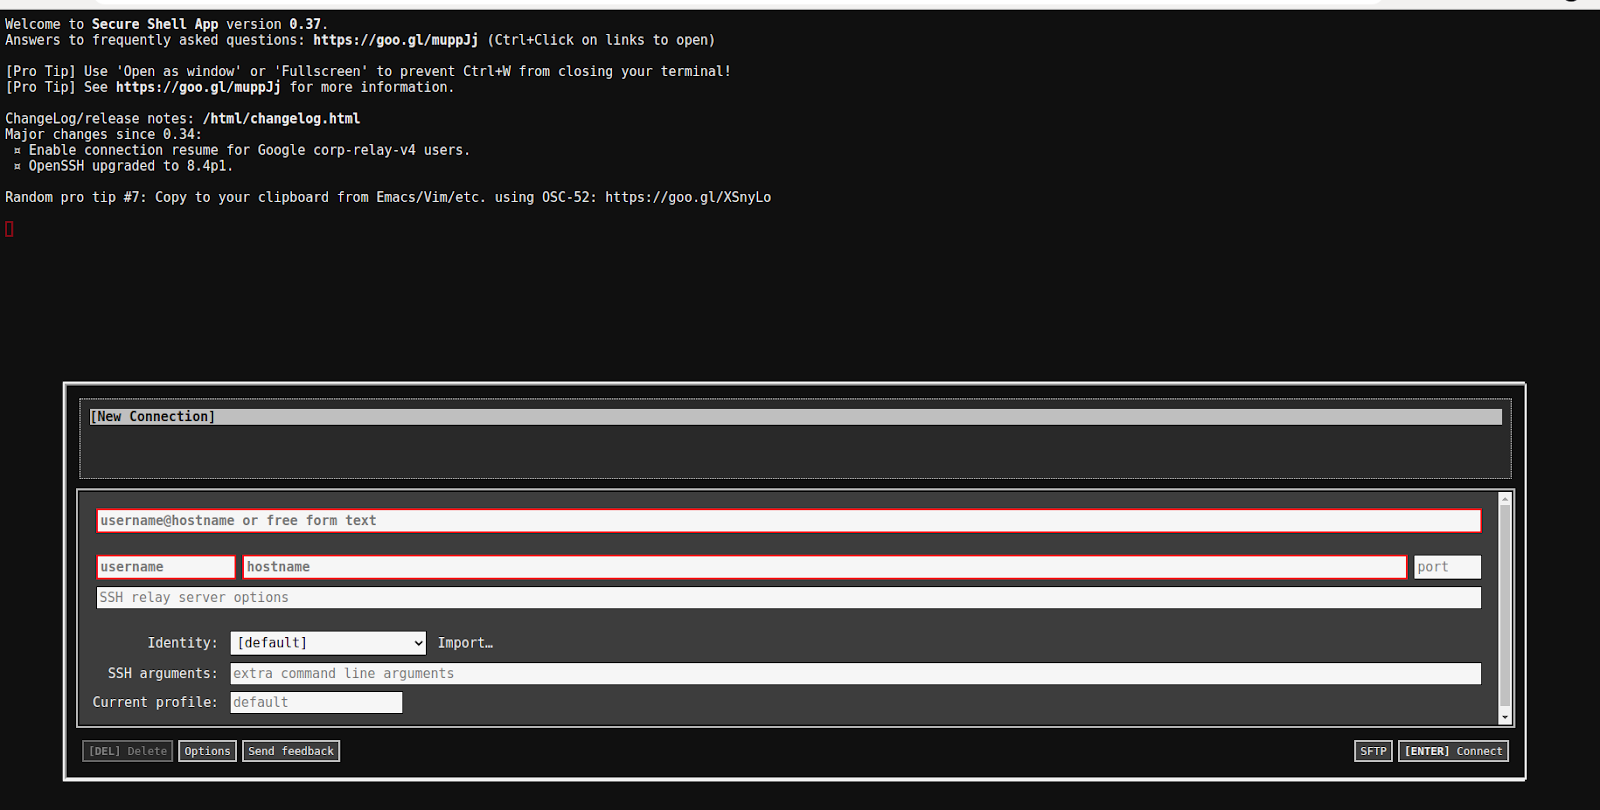 Welcome to Secure Shell App version 0.37.
Answers to frequently asked questions: https://goo.gl/muppJj (Ctrl+Click on links to open)
[Pro Tip] Use 'Open as window' or 'Fullscreen' to prevent Ctrl+W from closing your terminal!
[Pro Tip] See https://goo.gl/muppJj for more information.
ChangeLog/release notes: /html/changelog.html
Major changes since 0.34:
¤ Enable connection resume for Google corp-relay-v4 users.
¤ OpenSSH upgraded to 8.4p1.
Random pro tip #7: Copy to your clipboard from Emacs/Vim/etc. using OSC-52: https://goo.gl/XSnyLo
[New Connection]
username@hostname or free form text
username hostname port
SSH relay server options
Identity: [default] Import…
SSH arguments: extra command line arguments
Current profile: default
[DEL] Delete Options Send feedback SFTP [ENTER] Connect